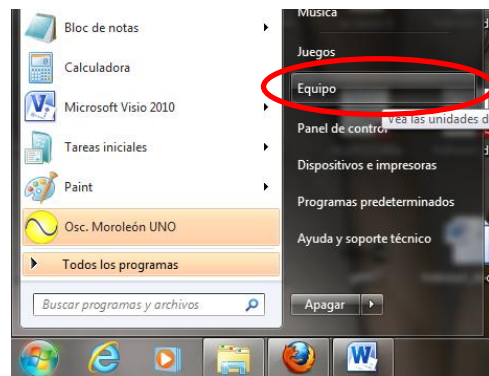 Bloc de notas
Calculadora
Microsoft Visio 2010
Tareas iniciales
Paint
Osc. Moroleón UNO
Todos los programas
Buscar programas y archivos
Música
Juegos
Equipo
Vea las unidades d
Panel de control
Dispositivos e impresoras
Programas predeterminados
Ayuda y soporte técnico
Apagar